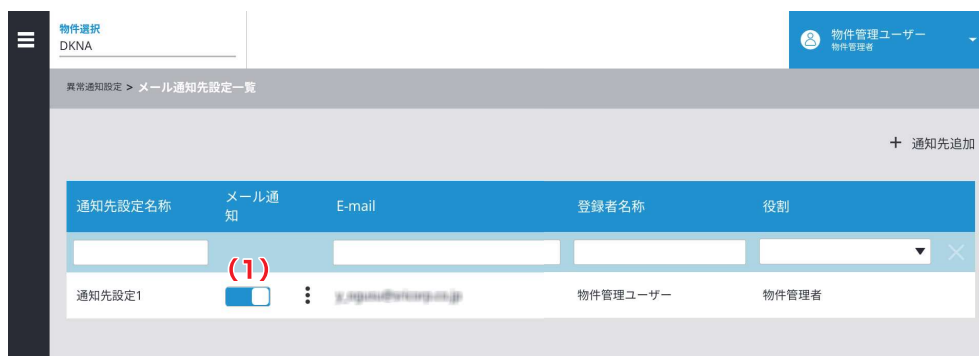 物件選択
DKNA
物件管理ユーザー
物件管理者
異常通知設定 > メール通知先設定一覧
+ 通知先追加
通知先設定名称 メール通知 E-mail 登録者名称 役割
(1)
通知先設定1 物件管理ユーザー 物件管理者